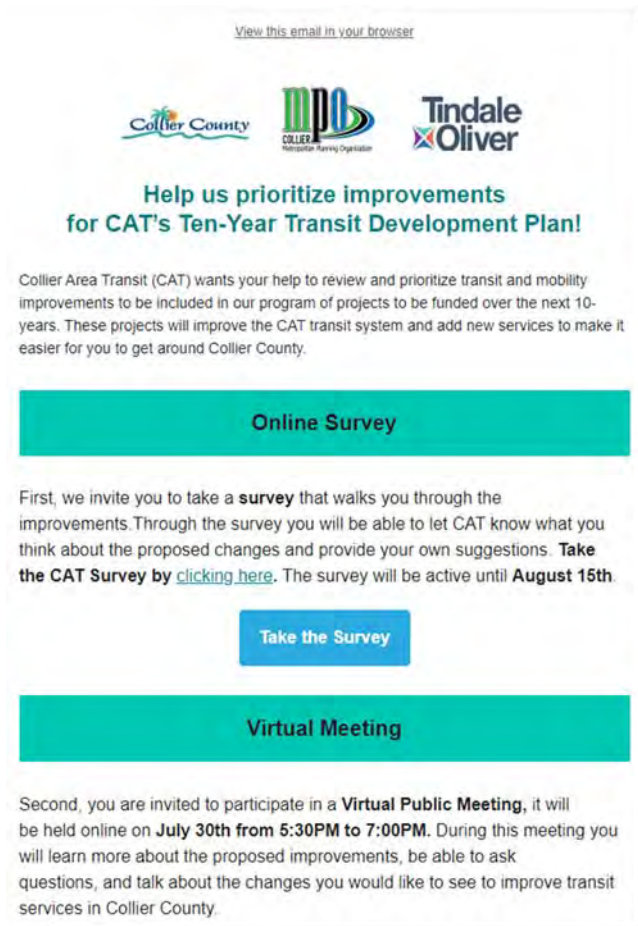 View this email in your browser
Collier County
MPO
COLLIER
Metropolitan Planning Organization
Tindale
Oliver
Help us prioritize improvements
for CAT's Ten-Year Transit Development Plan!
Collier Area Transit (CAT) wants your help to review and prioritize transit and mobility
improvements to be included in our program of projects to be funded over the next 10-
years. These projects will improve the CAT transit system and add new services to make it
easier for you to get around Collier County.
Online Survey
First, we invite you to take a survey that walks you through the
improvements.Through the survey you will be able to let CAT know what you
think about the proposed changes and provide your own suggestions. Take
the CAT Survey by clicking here. The survey will be active until August 15th.
Take the Survey
Virtual Meeting
Second, you are invited to participate in a Virtual Public Meeting, it will
be held online on July 30th from 5:30PM to 7:00PM. During this meeting you
will learn more about the proposed improvements, be able to ask
questions, and talk about the changes you would like to see to improve transit
services in Collier County.